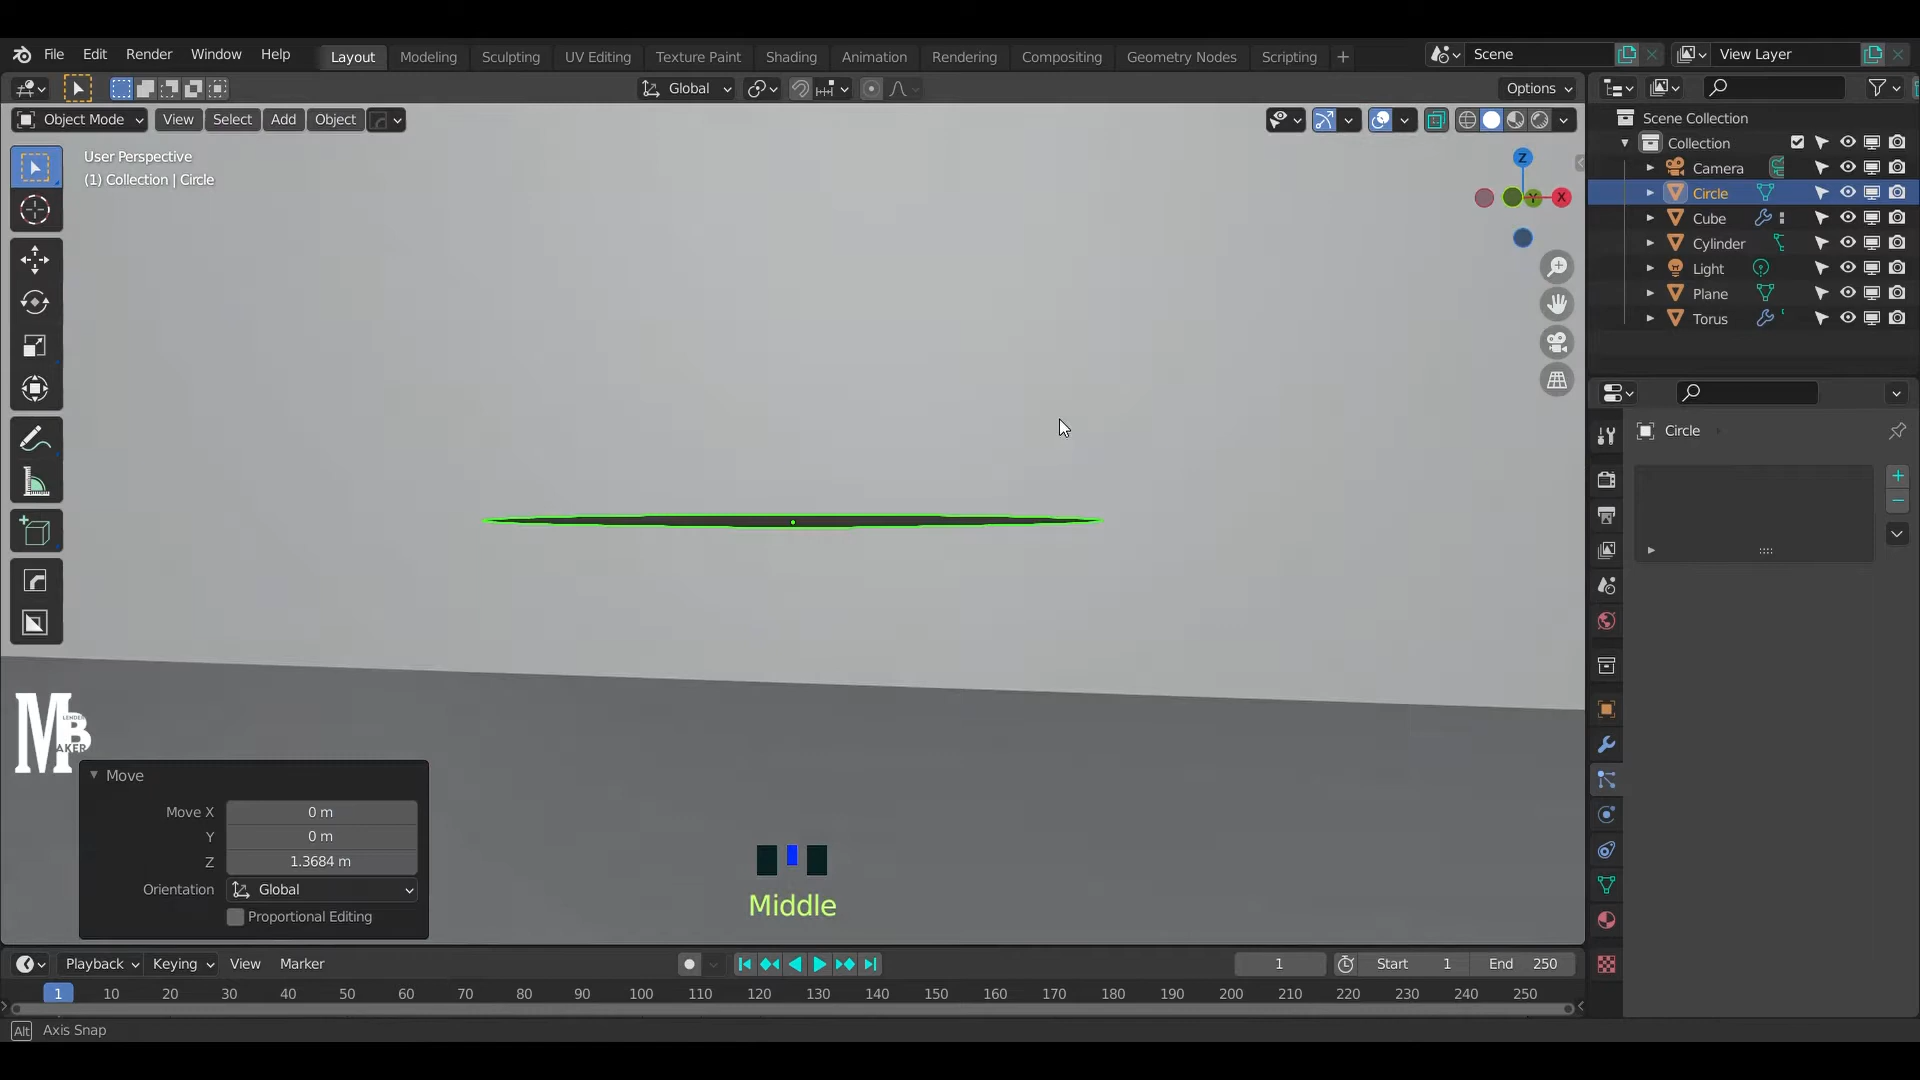 File Edit Render Window Help Layout Modeling Sculpting UV Editing Texture Paint Shading Animation Rendering Compositing Geometry Nodes Scripting + Scene View Layer
Global Options
Object Mode View Select Add Object
User Perspective
(1) Collection | Circle
Z
Y X
Scene Collection
Collection
Camera
Circle
Cube
Cylinder
Light
Plane
Torus
Circle
MB
LENDER
AKER
Move
Move X 0 m
Y 0 m
Z 1.3684 m
Orientation Global
Proportional Editing
Middle
Playback Keying View Marker 1 Start 1 End 250
1 10 20 30 40 50 60 70 80 90 100 110 120 130 140 150 160 170 180 190 200 210 220 230 240 250
Alt Axis Snap